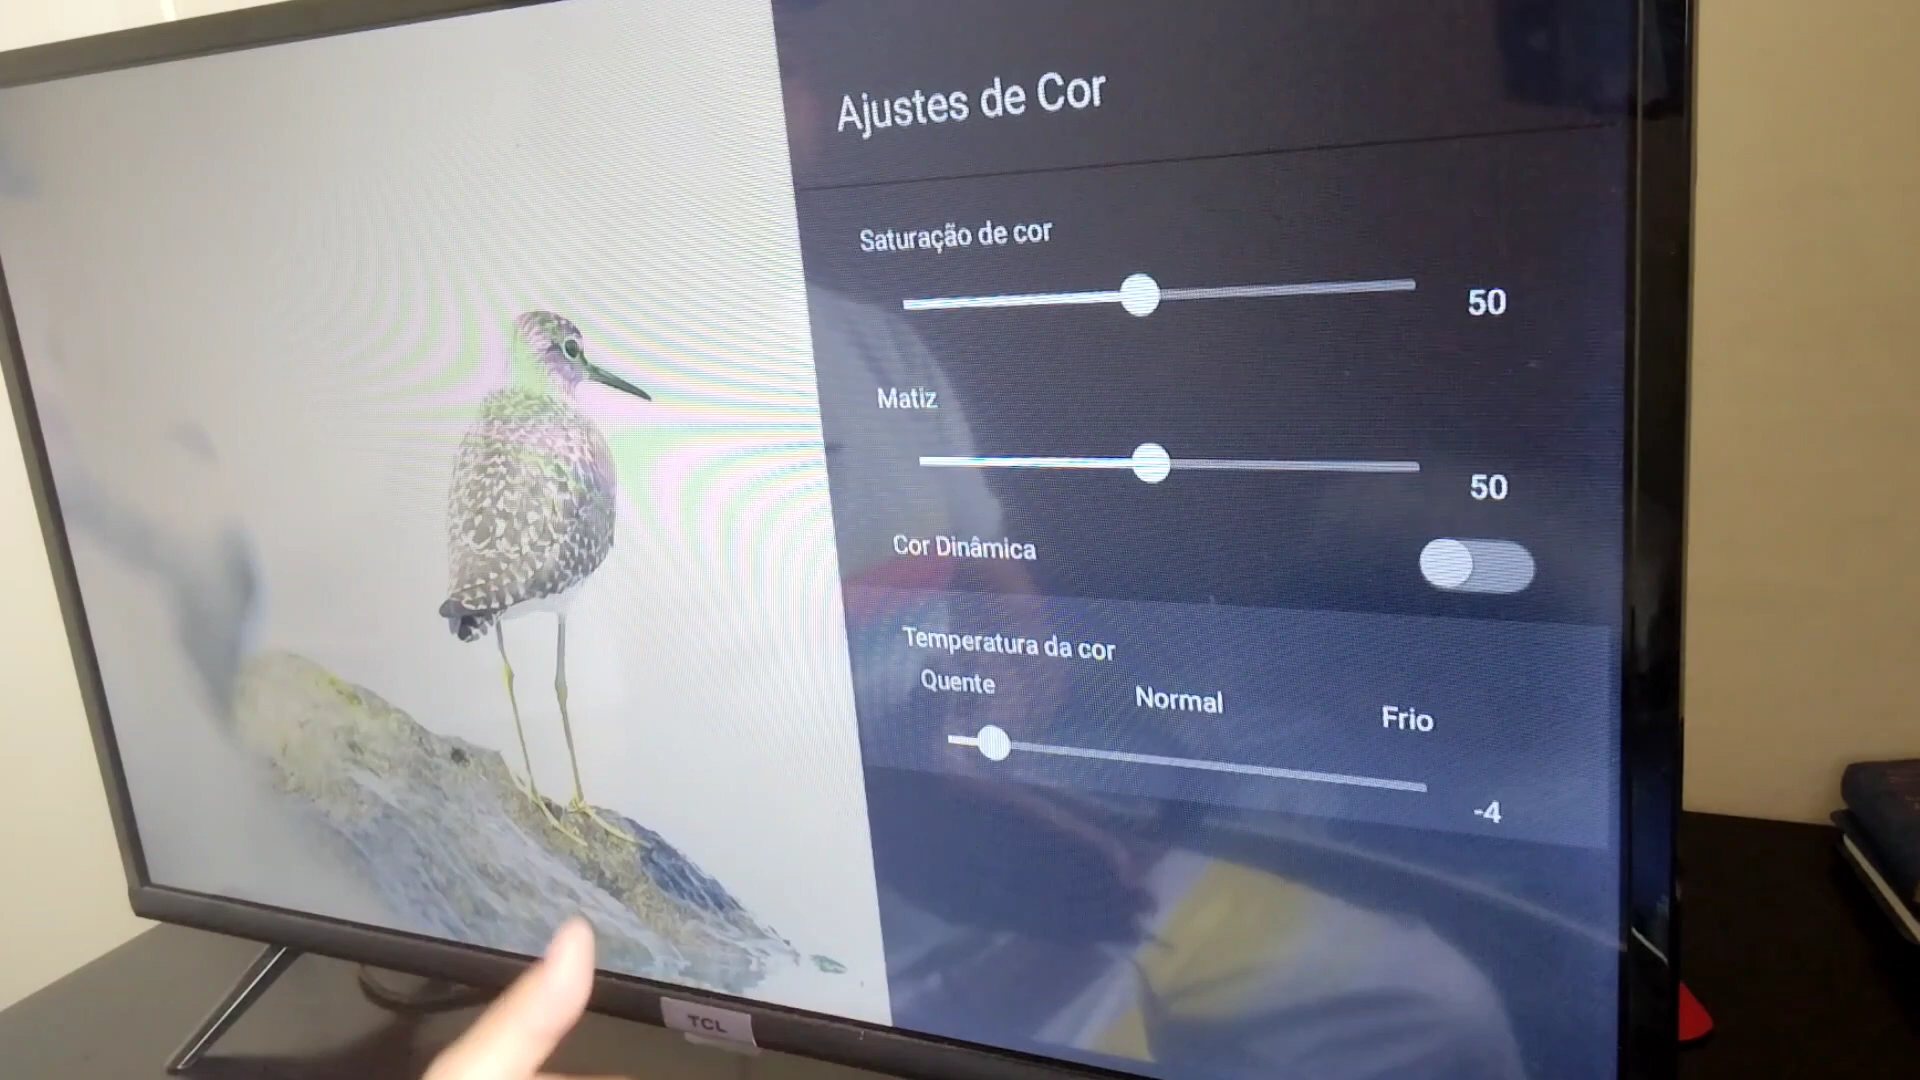 Ajustes de Cor
Saturação de cor
50
Matiz
50
Cor Dinâmica
Temperatura da cor
Quente Normal Frio
-4
TCL